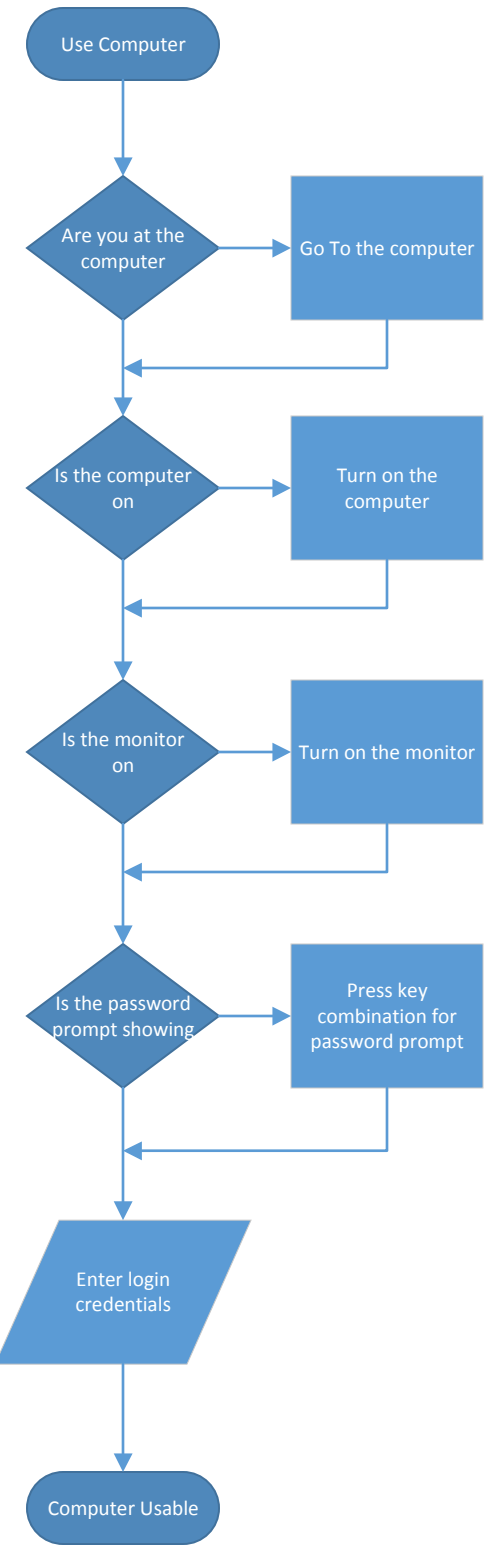 Use Computer
Are you at the
computer
Go To the computer
Is the computer
on
Turn on the
computer
Is the monitor
on
Turn on the monitor
Is the password
prompt showing
Press key
combination for
password prompt
Enter login
credentials
Computer Usable